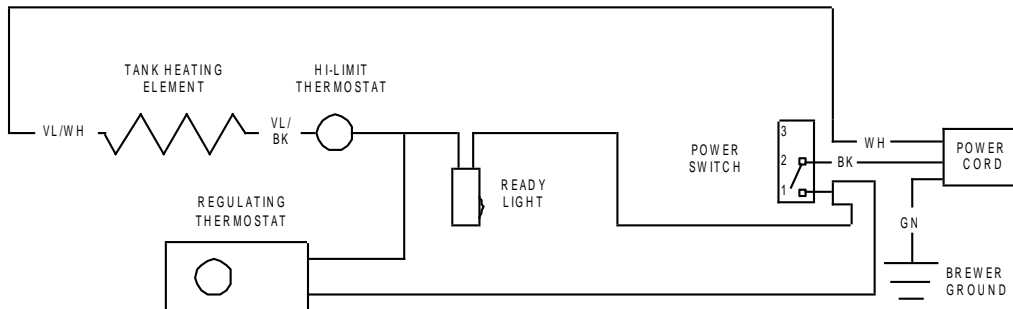 TANK HEATING
ELEMENT
HI-LIMIT
THERMOSTAT
VL/WH
VL/
BK
3
2
1
POWER
SWITCH
WH
BK
POWER
CORD
READY
LIGHT
REGULATING
THERMOSTAT
GN
BREWER
GROUND